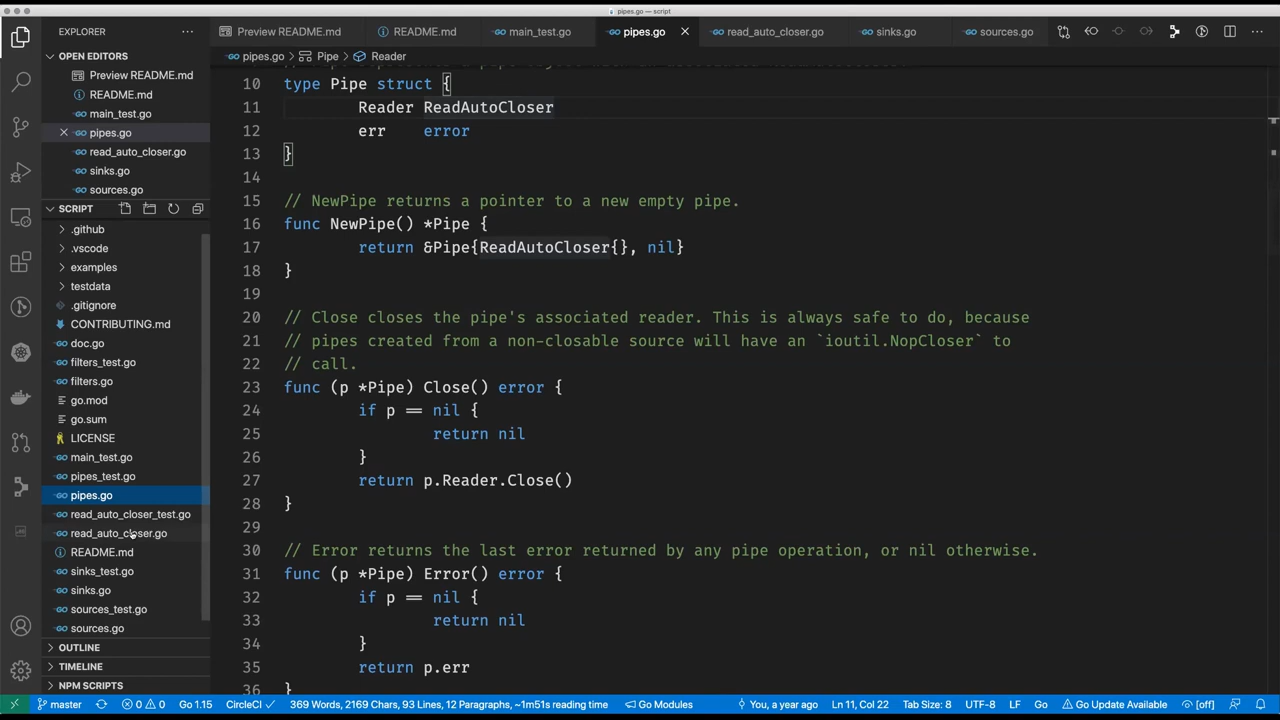 pipes.go — script
EXPLORER
Preview README.md
README.md
main_test.go
pipes.go
read_auto_closer.go
sinks.go
sources.go
OPEN EDITORS
Preview README.md
README.md
main_test.go
pipes.go
read_auto_closer.go
sinks.go
sources.go
SCRIPT
.github
.vscode
examples
testdata
.gitignore
CONTRIBUTING.md
doc.go
filters_test.go
filters.go
go.mod
go.sum
LICENSE
main_test.go
pipes_test.go
pipes.go
read_auto_closer_test.go
read_auto_closer.go
README.md
sinks_test.go
sinks.go
sources_test.go
sources.go
OUTLINE
TIMELINE
NPM SCRIPTS
pipes.go > Pipe > Reader
10 type Pipe struct {
11 Reader ReadAutoCloser
12 err error
13 }
14
15 // NewPipe returns a pointer to a new empty pipe.
16 func NewPipe() *Pipe {
17 return &Pipe{ReadAutoCloser{}, nil}
18 }
19
20 // Close closes the pipe's associated reader. This is always safe to do, because
21 // pipes created from a non-closable source will have an `ioutil.NopCloser` to
22 // call.
23 func (p *Pipe) Close() error {
24 if p == nil {
25 return nil
26 }
27 return p.Reader.Close()
28 }
29
30 // Error returns the last error returned by any pipe operation, or nil otherwise.
31 func (p *Pipe) Error() error {
32 if p == nil {
33 return nil
34 }
35 return p.err
36 }
master 0 0 Go 1.15 CircleCI 369 Words, 2169 Chars, 93 Lines, 12 Paragraphs, ~1m51s reading time Go Modules You, a year ago Ln 11, Col 22 Tab Size: 8 UTF-8 LF Go Go Update Available [off]